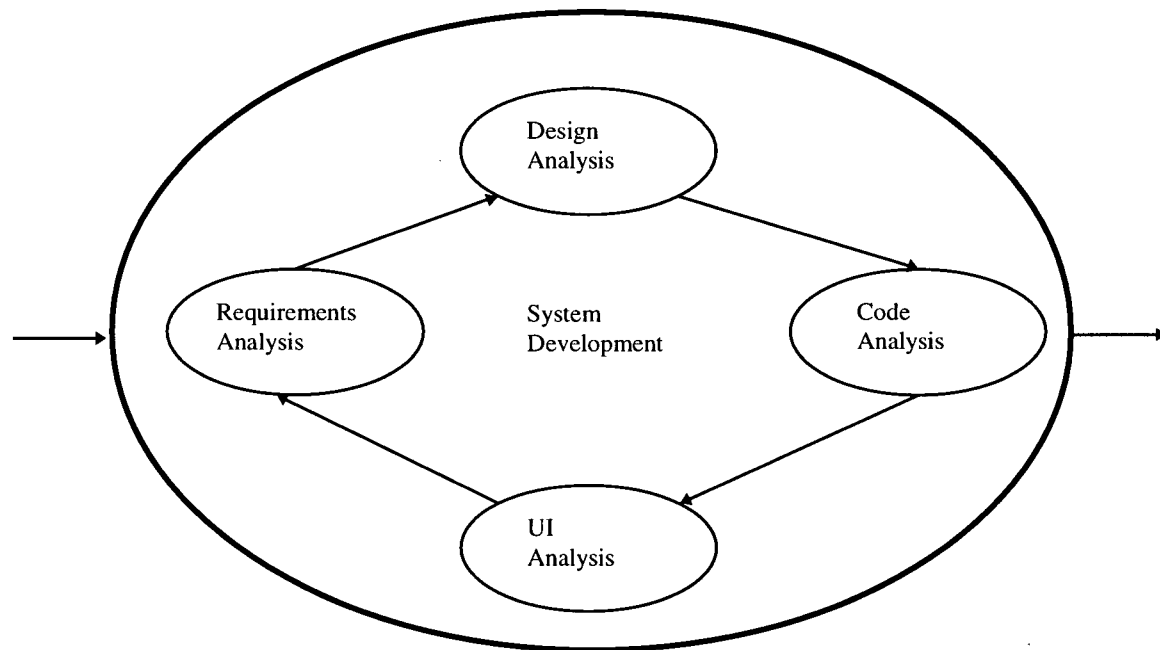 Design
Analysis
Requirements
Analysis
System
Development
Code
Analysis
UI
Analysis